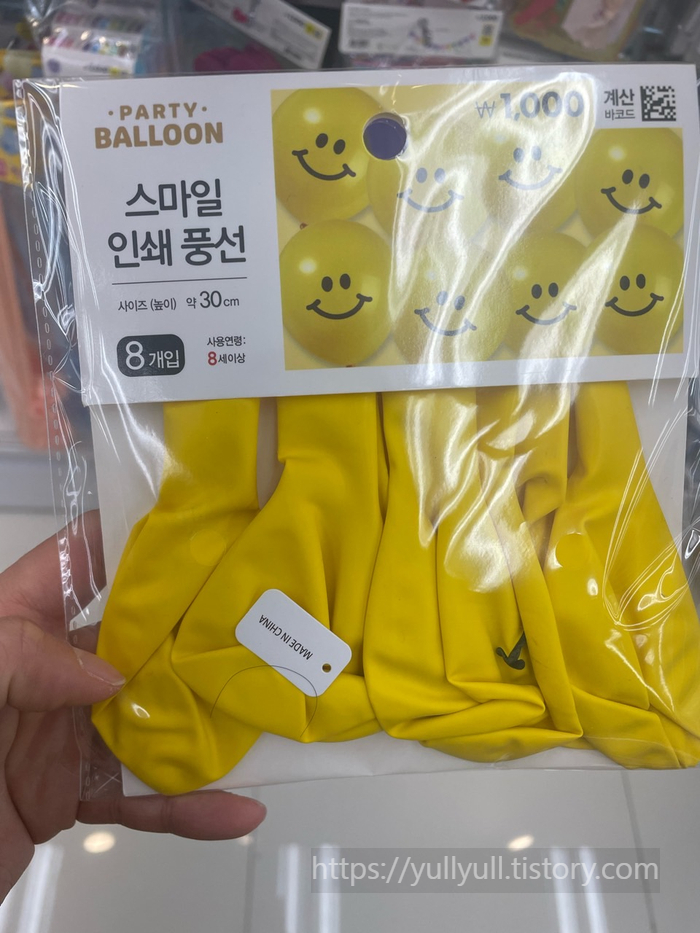 ·PARTY·
BALLOON
스마일
인쇄 풍선
사이즈 (높이) 약 30cm
8개입
사용연령:
8세이상
₩1,000
계산
바코드
MADE IN CHINA
https://yullyull.tistory.com